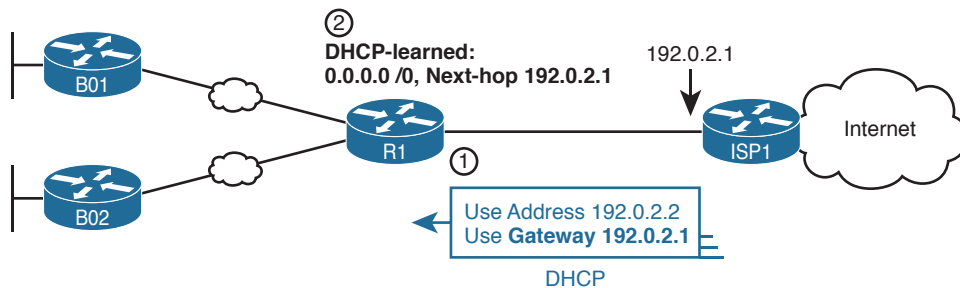 ②
DHCP-learned:
0.0.0.0 /0, Next-hop 192.0.2.1
192.0.2.1
B01
R1
ISP1
Internet
①
B02
Use Address 192.0.2.2
Use Gateway 192.0.2.1
DHCP